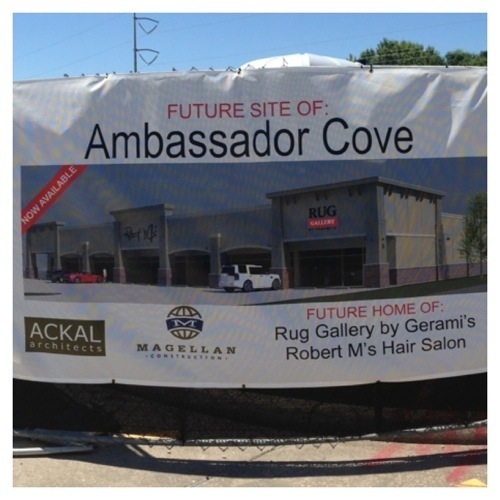 FUTURE SITE OF:
Ambassador Cove
NOW AVAILABLE
Robert M's
RUG
GALLERY
ACKAL
architects
M
MAGELLAN
CONSTRUCTION
FUTURE HOME OF:
Rug Gallery by Gerami's
Robert M's Hair Salon